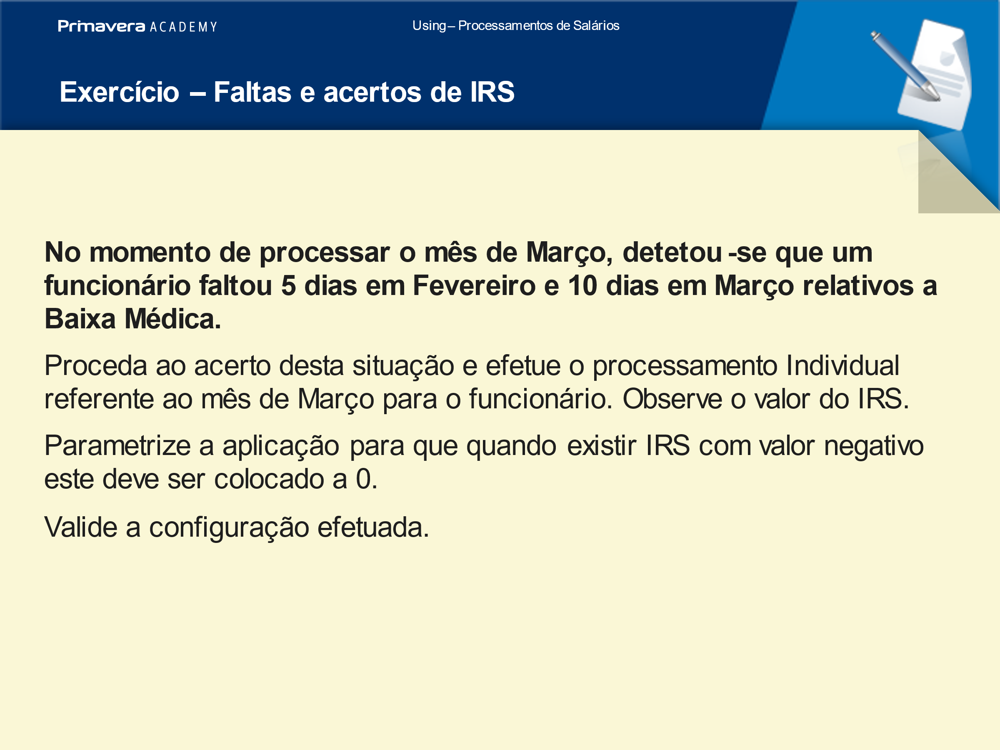 Primavera ACADEMY
Using – Processamentos de Salários
Exercício – Faltas e acertos de IRS
No momento de processar o mês de Março, detetou -se que um
funcionário faltou 5 dias em Fevereiro e 10 dias em Março relativos a
Baixa Médica.
Proceda ao acerto desta situação e efetue o processamento Individual
referente ao mês de Março para o funcionário. Observe o valor do IRS.
Parametrize a aplicação para que quando existir IRS com valor negativo
este deve ser colocado a 0.
Valide a configuração efetuada.